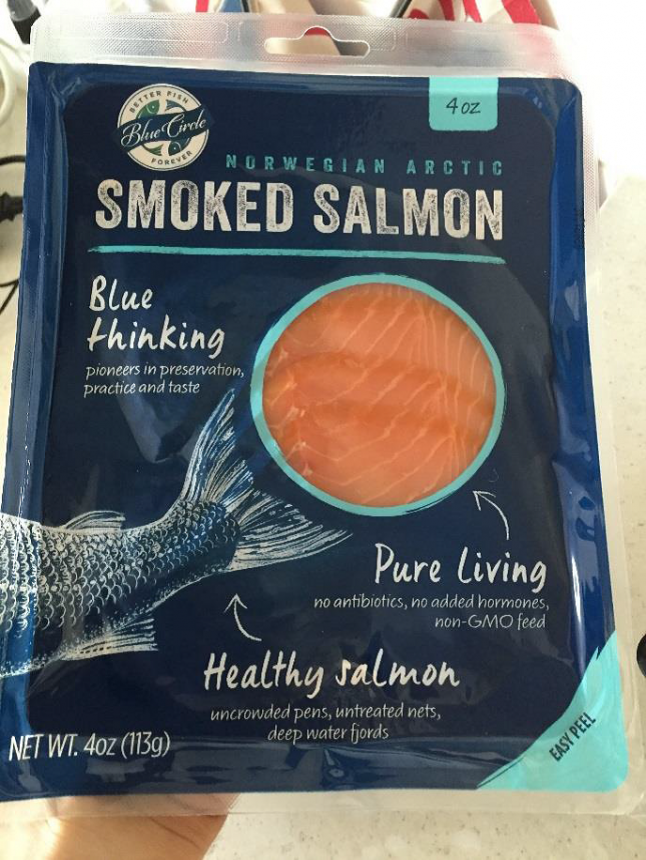 BETTER FISH
Blue Circle
FOREVER
4 oz
NORWEGIAN ARCTIC
SMOKED SALMON
Blue
thinking
pioneers in preservation,
practice and taste
Pure Living
no antibiotics, no added hormones,
non-GMO feed
Healthy salmon
uncrowded pens, untreated nets,
deep water fjords
NET WT. 4oz (113g)
EASY PEEL